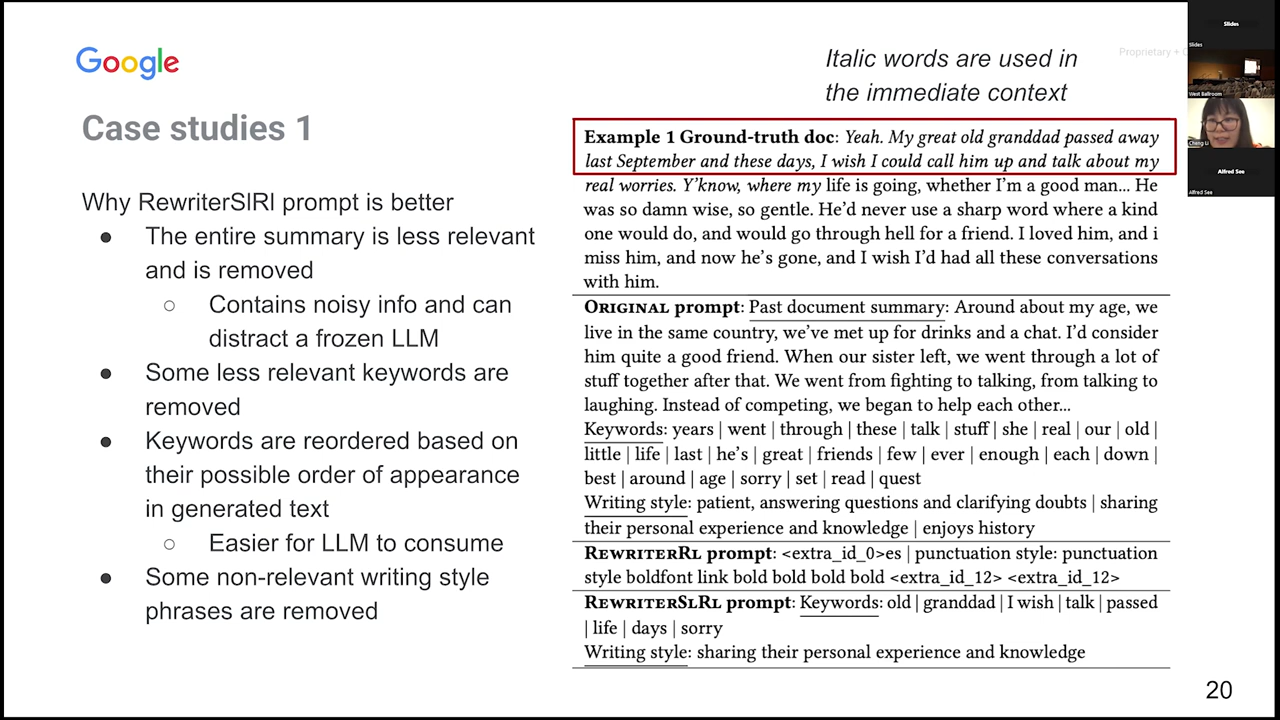 Google
Italic words are used in
the immediate context
Proprietary +
Slides
Slides
West Ballroom
Cheng Li
Alfred Ses
Alfred Ses
Case studies 1
Why RewriterSlRl prompt is better
● The entire summary is less relevant
and is removed
○ Contains noisy info and can
distract a frozen LLM
● Some less relevant keywords are
removed
● Keywords are reordered based on
their possible order of appearance
in generated text
○ Easier for LLM to consume
● Some non-relevant writing style
phrases are removed
Example 1 Ground-truth doc: Yeah. My great old granddad passed away
last September and these days, I wish I could call him up and talk about my
real worries. Y'know, where my life is going, whether I'm a good man... He
was so damn wise, so gentle. He'd never use a sharp word where a kind
one would do, and would go through hell for a friend. I loved him, and i
miss him, and now he's gone, and I wish I'd had all these conversations
with him.
ORIGINAL prompt: Past document summary: Around about my age, we
live in the same country, we've met up for drinks and a chat. I'd consider
him quite a good friend. When our sister left, we went through a lot of
stuff together after that. We went from fighting to talking, from talking to
laughing. Instead of competing, we began to help each other...
Keywords: years | went | through | these | talk | stuff | she | real | our | old |
little | life | last | he's | great | friends | few | ever | enough | each | down |
best | around | age | sorry | set | read | quest
Writing style: patient, answering questions and clarifying doubts | sharing
their personal experience and knowledge | enjoys history
REWRITERRL prompt: <extra_id_0>es | punctuation style: punctuation
style boldfont link bold bold bold bold <extra_id_12> <extra_id_12>
REWRITERSLRL prompt: Keywords: old | granddad | I wish | talk | passed
| life | days | sorry
Writing style: sharing their personal experience and knowledge
20